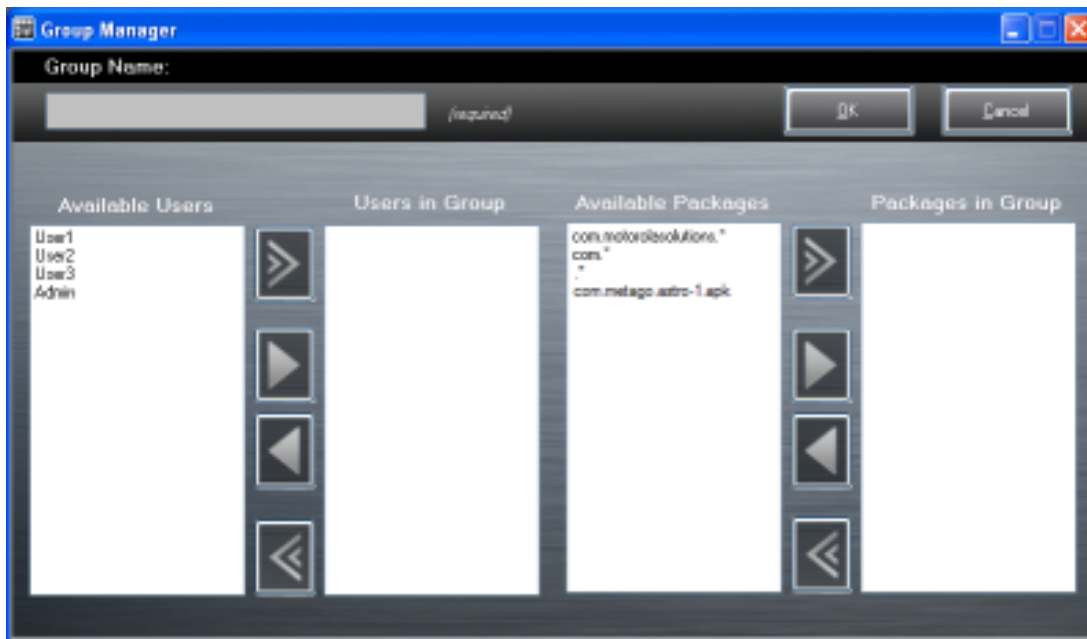 Group Manager
Group Name:
(required)
OK
Cancel
Available Users
Users in Group
Available Packages
Packages in Group
User1
User2
User3
Admin
com.motorolasolutions.*
com.*
.*
com.metago.astro-1.apk